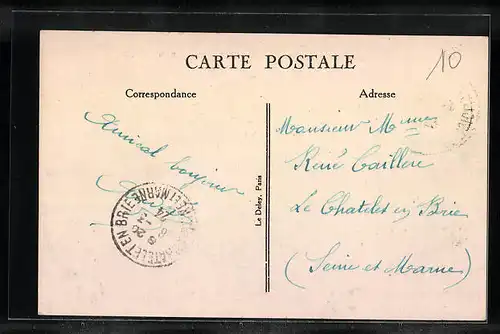 CARTE POSTALE
10
Correspondance
Adresse
Amical bonjour
Monsieur Mme
René Caillère
Le Chatelet en Brie
(Seine et Marne)
Le Deley, Paris
CHATELET EN BRIE